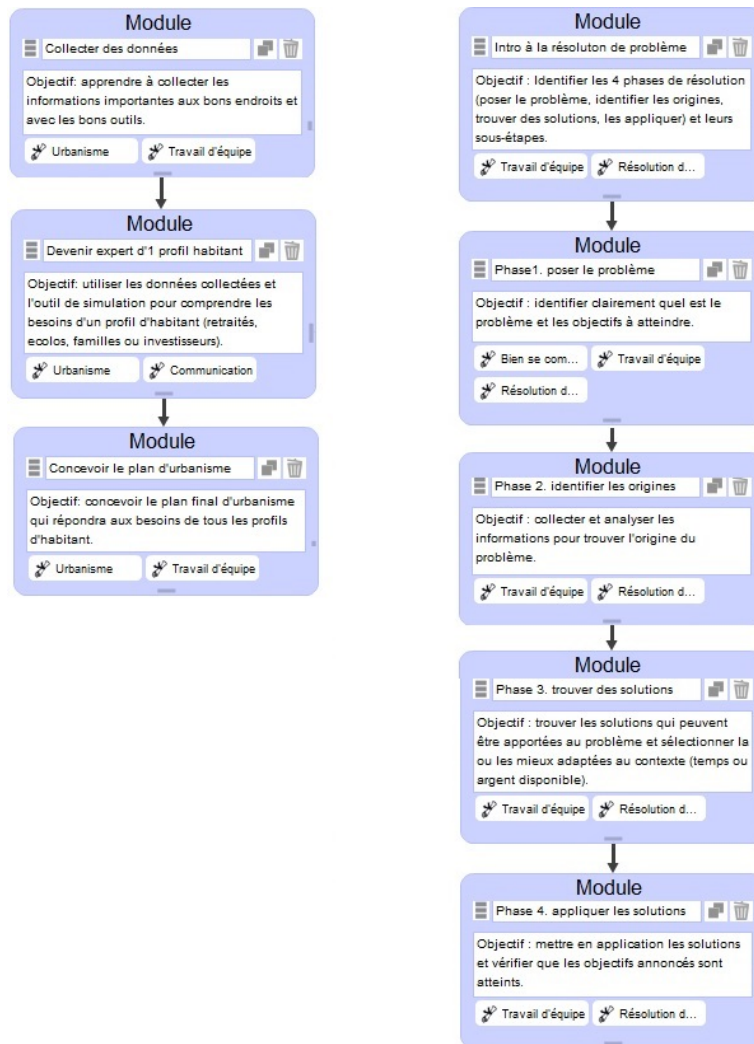 Module
Collecter des données
Objectif: apprendre à collecter les
informations importantes aux bons endroits et
avec les bons outils.
Urbanisme
Travail d'équipe
Module
Devenir expert d'1 profil habitant
Objectif: utiliser les données collectées et
l'outil de simulation pour comprendre les
besoins d'un profil d'habitant (retraités,
ecolos, familles ou investisseurs).
Urbanisme
Communication
Module
Concevoir le plan d'urbanisme
Objectif: concevoir le plan final d'urbanisme
qui répondra aux besoins de tous les profils
d'habitant.
Urbanisme
Travail d'équipe
Module
Intro à la résoluton de problème
Objectif : Identifier les 4 phases de résolution
(poser le problème, identifier les origines,
trouver des solutions, les appliquer) et leurs
sous-étapes.
Travail d'équipe
Résolution d...
Module
Phase1. poser le problème
Objectif : identifier clairement quel est le
problème et les objectifs à atteindre.
Bien se com...
Travail d'équipe
Résolution d...
Module
Phase 2. identifier les origines
Objectif : collecter et analyser les
informations pour trouver l'origine du
problème.
Travail d'équipe
Résolution d...
Module
Phase 3. trouver des solutions
Objectif : trouver les solutions qui peuvent
être apportées au problème et sélectionner la
ou les mieux adaptées au contexte (temps ou
argent disponible).
Travail d'équipe
Résolution d...
Module
Phase 4. appliquer les solutions
Objectif : mettre en application les solutions
et vérifier que les objectifs annoncés sont
atteints.
Travail d'équipe
Résolution d...